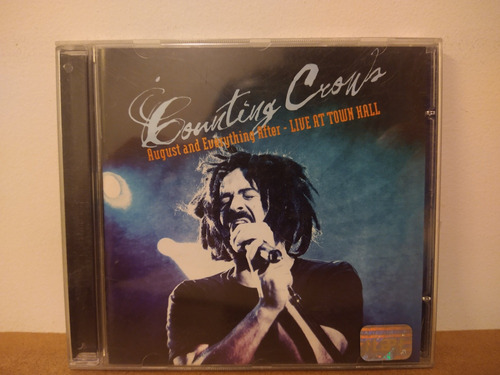 Counting Crows
August and Everything After - LIVE AT TOWN HALL